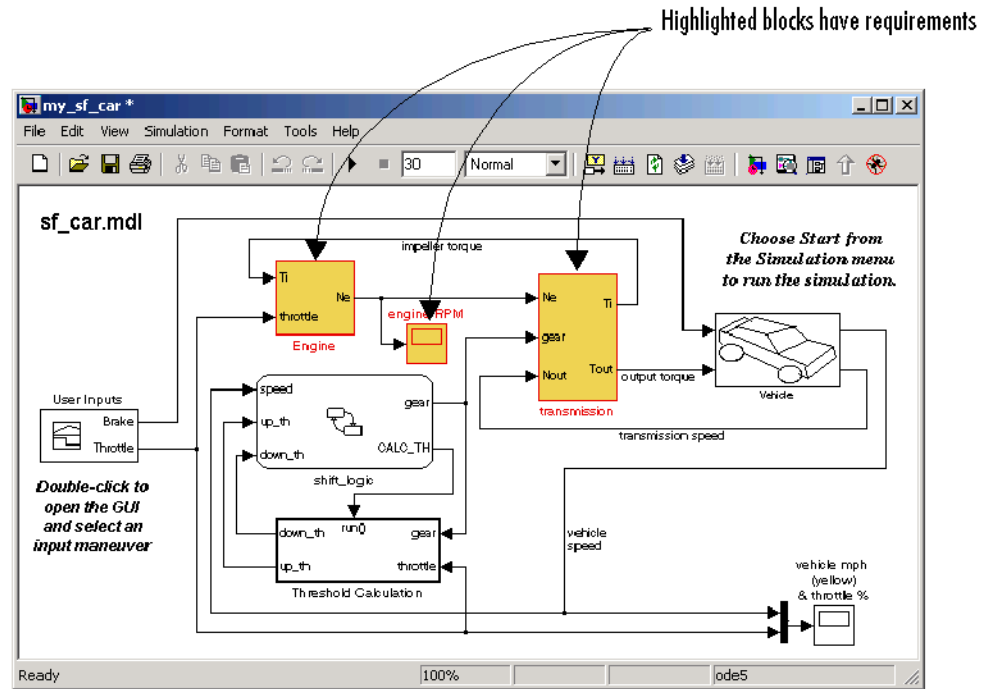 Highlighted blocks have requirements
my_sf_car *
File Edit View Simulation Format Tools Help
30 Normal
sf_car.mdl
impeller torque
Choose Start from
the Simulation menu
to run the simulation.
Ti
Ne
throttle
Engine
engine RPM
Ne
Ti
gear
Nout
Tout
transmission
output torque
Vehicle
transmission speed
User Inputs
Brake
Throttle
Double-click to
open the GUI
and select an
input maneuver
speed
gear
up_th
down_th
CALC_TH
shift_logic
down_th
run()
gear
up_th
throttle
Threshold Calculation
vehicle
speed
vehicle mph
(yellow)
& throttle %
Ready
100%
ode5